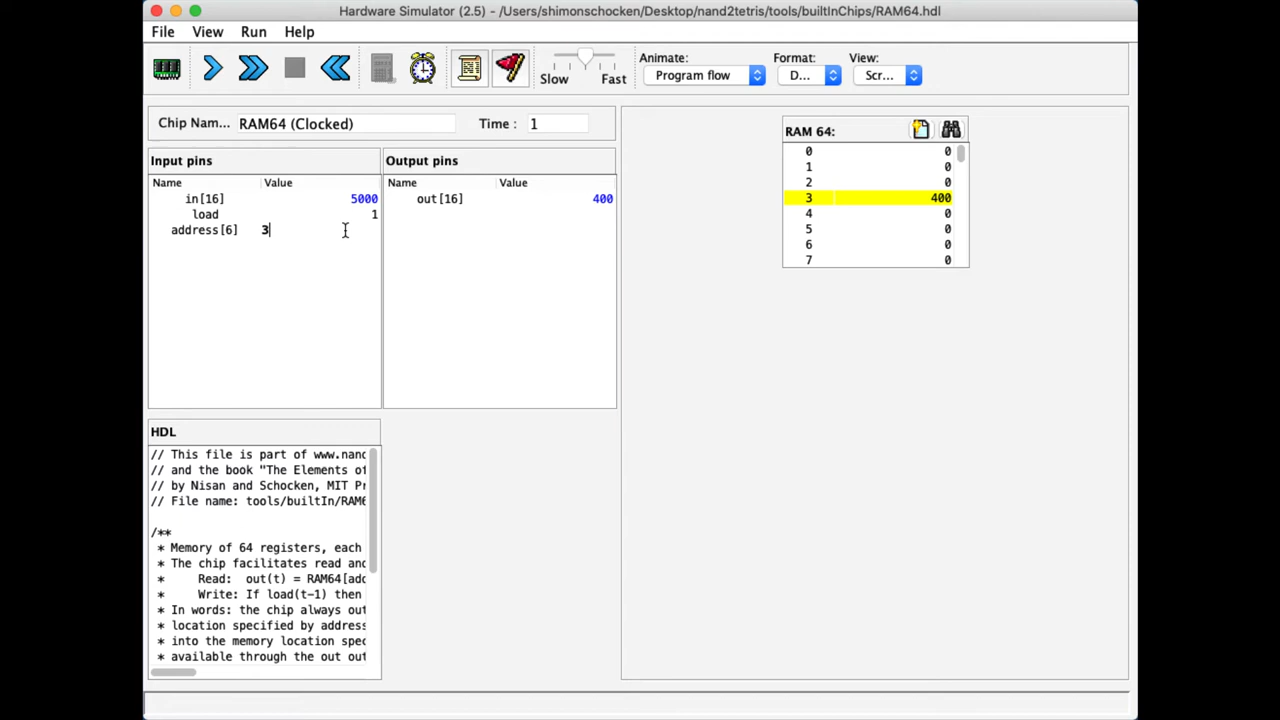 Hardware Simulator (2.5) - /Users/shimonschocken/Desktop/nand2tetris/tools/builtInChips/RAM64.hdl
File View Run Help
Animate: Format: View:
Slow Fast Program flow D... Scr...
Chip Nam... RAM64 (Clocked) Time : 1
Input pins
Name Value
in[16] 5000
load 1
address[6] 3
Output pins
Name Value
out[16] 400
RAM 64:
0 0
1 0
2 0
3 400
4 0
5 0
6 0
7 0
HDL
// This file is part of www.nand
// and the book "The Elements of
// by Nisan and Schocken, MIT Pr
// File name: tools/builtIn/RAM6
/**
* Memory of 64 registers, each
* The chip facilitates read and
* Read: out(t) = RAM64[add
* Write: If load(t-1) then
* In words: the chip always out
* location specified by address
* into the memory location spec
* available through the out out